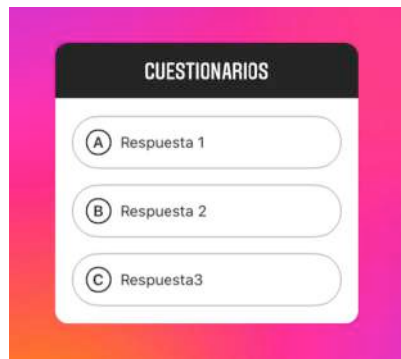 CUESTIONARIOS
A Respuesta 1
B Respuesta 2
C Respuesta3